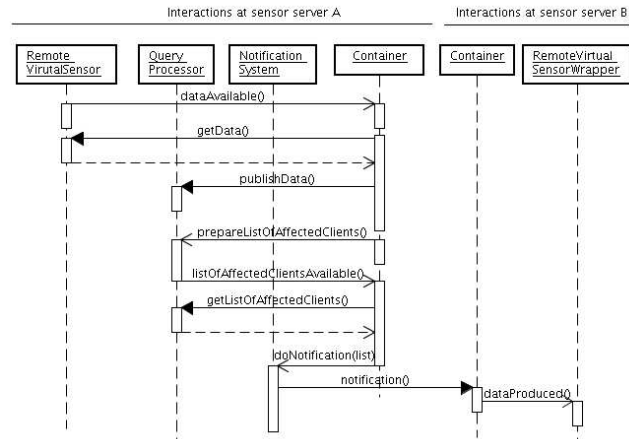 Interactions at sensor server A
Interactions at sensor server B
Remote
VirutalSensor
Query
Processor
Notification
System
Container
Container
RemoteVirtual
SensorWrapper
dataAvailable()
getData()
publishData()
prepareListOfAffectedClients()
listOfAffectedClientsAvailable()
getListOfAffectedClients()
doNotification(list)
notification()
dataProduced()